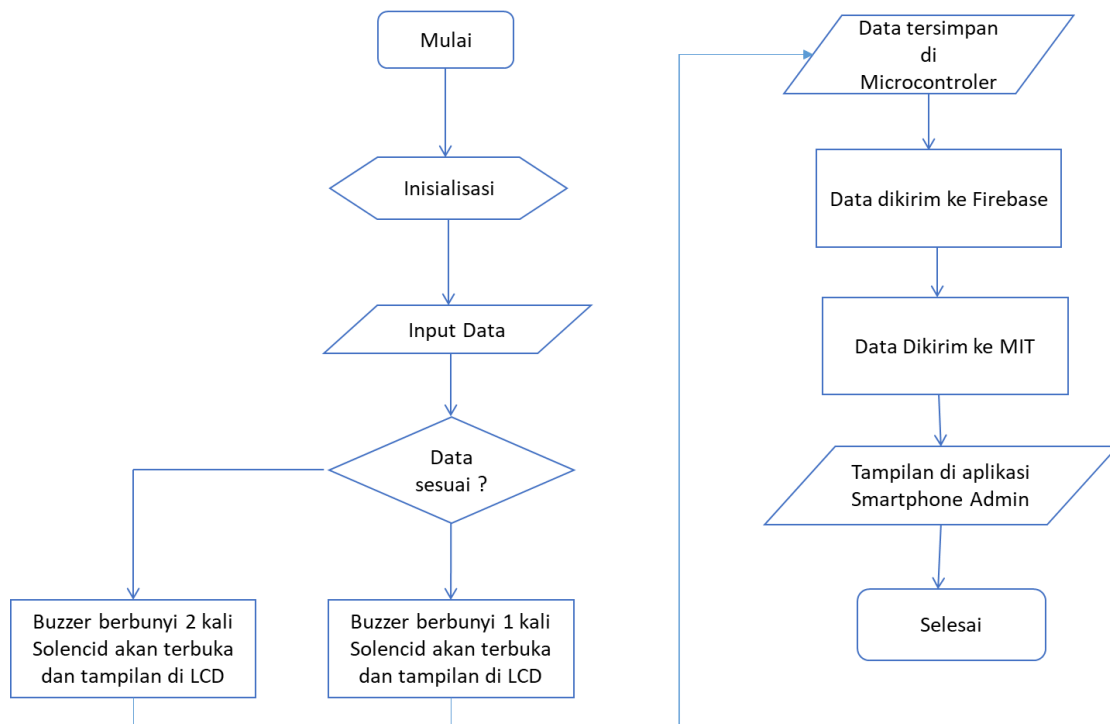 Mulai
Inisialisasi
Input Data
Data
sesuai ?
Buzzer berbunyi 2 kali
Solencid akan terbuka
dan tampilan di LCD
Buzzer berbunyi 1 kali
Solencid akan terbuka
dan tampilan di LCD
Data tersimpan
di
Microcontroler
Data dikirim ke Firebase
Data Dikirim ke MIT
Tampilan di aplikasi
Smartphone Admin
Selesai